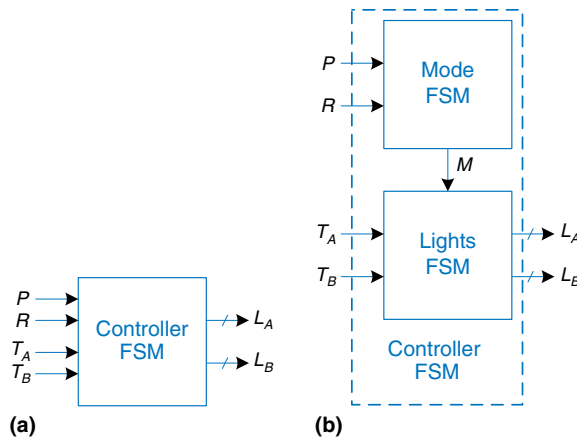 P
R
T_A
T_B
Controller
FSM
L_A
L_B
(a)
P
R
Mode
FSM
M
T_A
T_B
Lights
FSM
L_A
L_B
Controller
FSM
(b)